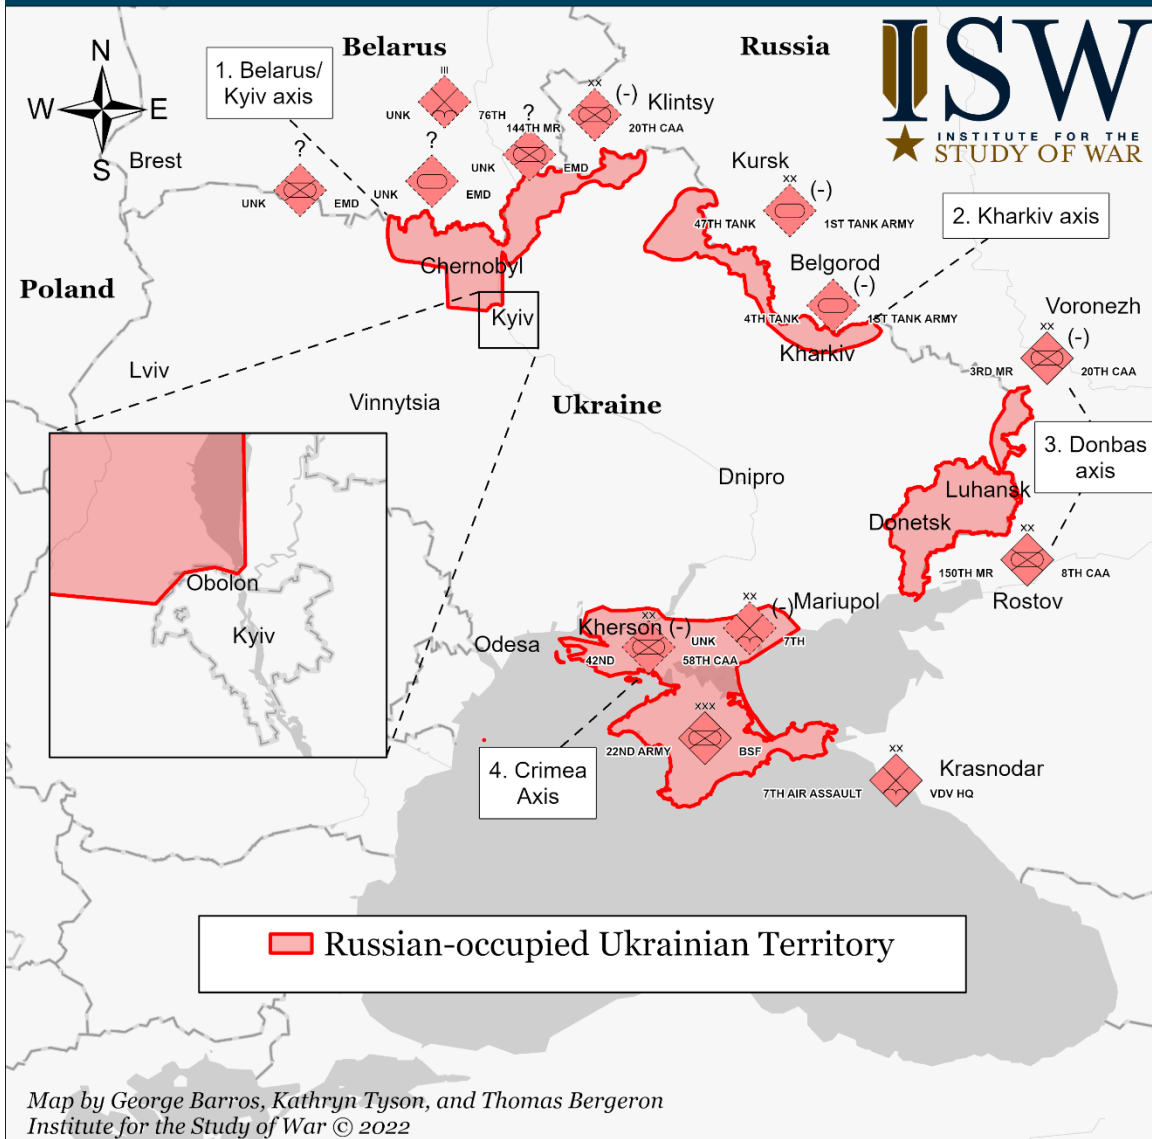 N
W
E
S
Belarus
Russia
ISW
INSTITUTE FOR THE
STUDY OF WAR
1. Belarus/
Kyiv axis
III
UNK
76TH
?
144TH MR
UNK
EMD
XX
(-)
Klintsy
20TH CAA
Brest
?
UNK
EMD
?
UNK
EMD
Kursk
XX
(-)
47TH TANK
1ST TANK ARMY
2. Kharkiv axis
Poland
Chernobyl
Kyiv
Belgorod
(-)
4TH TANK
1ST TANK ARMY
Kharkiv
Voronezh
XX
(-)
3RD MR
20TH CAA
Lviv
Vinnytsia
Ukraine
3. Donbas
axis
Dnipro
Luhansk
Donetsk
XX
150TH MR
8TH CAA
Rostov
Obolon
Kyiv
Odesa
XX
Kherson (-)
42ND
58TH CAA
XX
(-)
Mariupol
UNK
7TH
XXX
22ND ARMY
BSF
4. Crimea
Axis
XX
Krasnodar
7TH AIR ASSAULT
VDV HQ
Russian-occupied Ukrainian Territory
Map by George Barros, Kathryn Tyson, and Thomas Bergeron
Institute for the Study of War © 2022